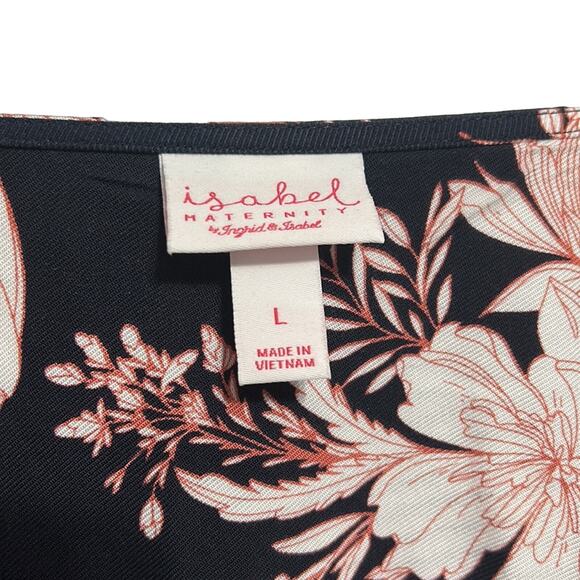 isabel
MATERNITY
by Ingrid & Isabel
L
MADE IN
VIETNAM